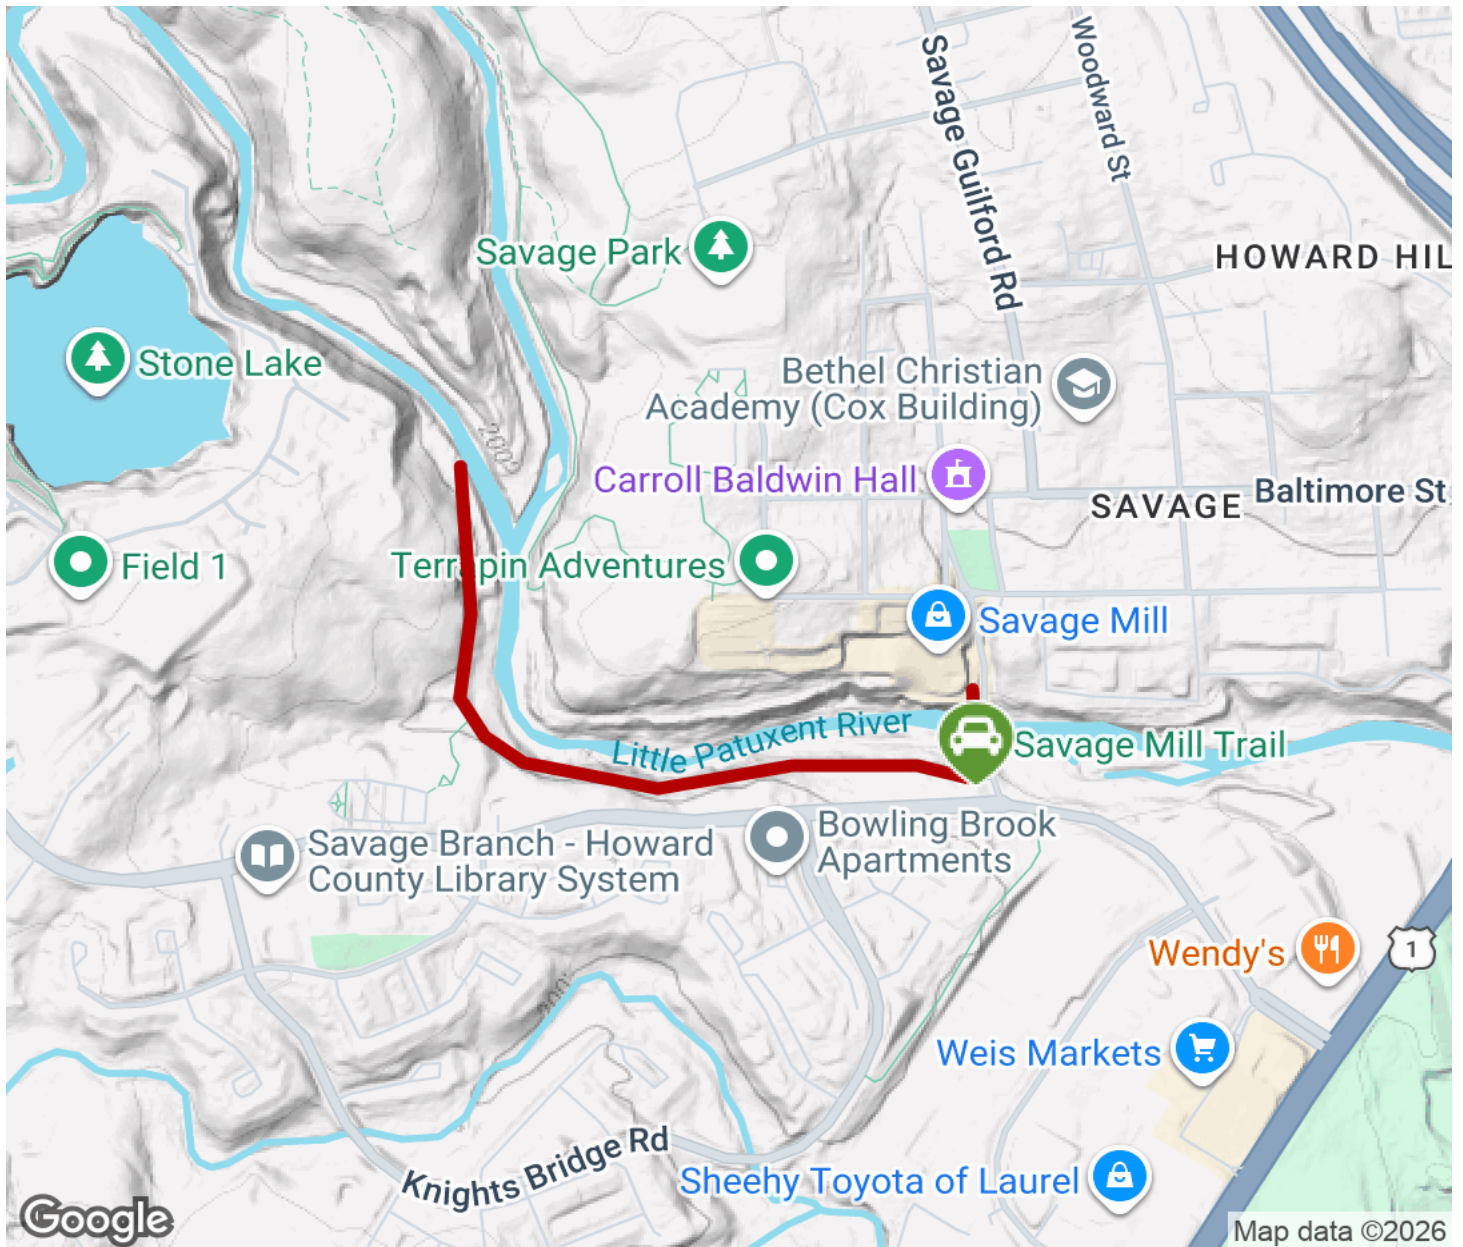 Savage Guilford Rd
Woodward St
Savage Park
HOWARD HIL
Stone Lake
Bethel Christian
Academy (Cox Building)
200
Carroll Baldwin Hall
SAVAGE
Baltimore St
Field 1
Terrapin Adventures
Savage Mill
Little Patuxent River
Savage Mill Trail
Savage Branch - Howard
County Library System
Bowling Brook
Apartments
Wendy's
1
200
Weis Markets
Knights Bridge Rd
Sheehy Toyota of Laurel
Google
Map data ©2026